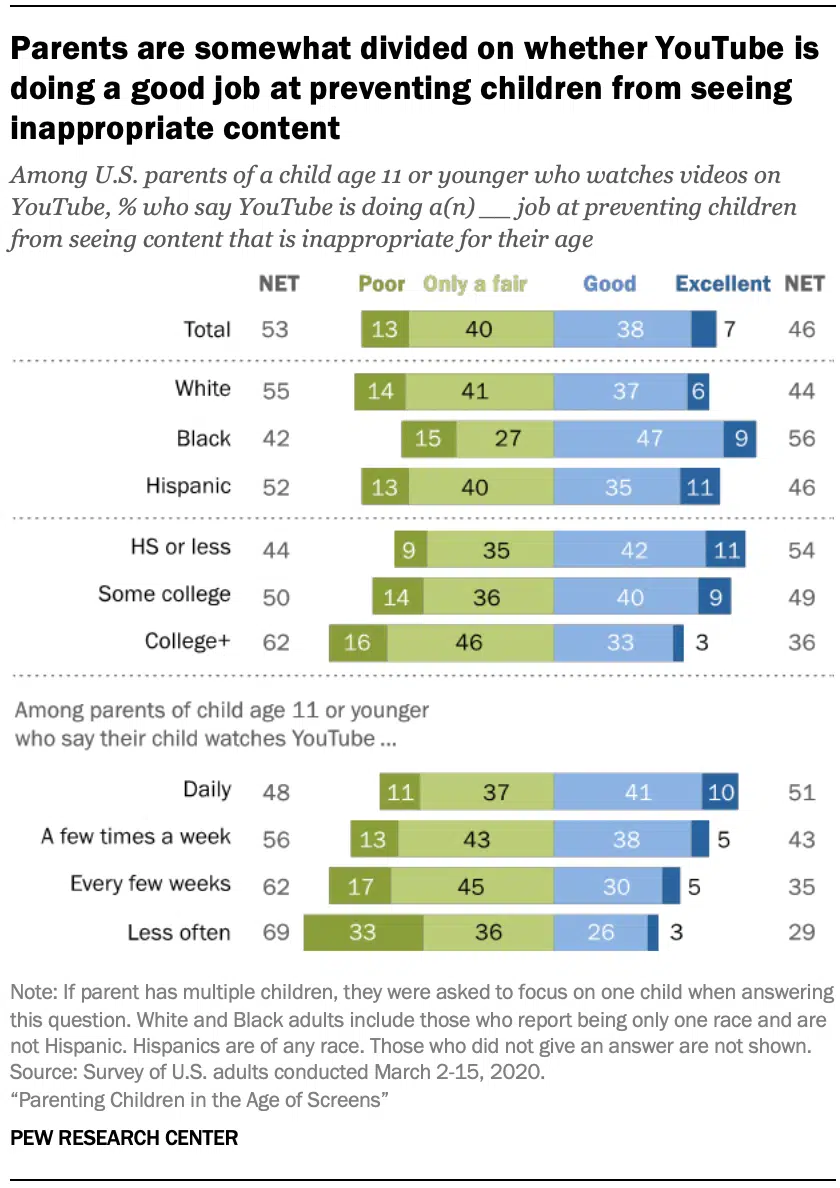 Parents are somewhat divided on whether YouTube is
doing a good job at preventing children from seeing
inappropriate content
Among U.S. parents of a child age 11 or younger who watches videos on
YouTube, % who say YouTube is doing a(n) __ job at preventing children
from seeing content that is inappropriate for their age
NET Poor Only a fair Good Excellent NET
Total 53 13 40 38 7 46
White 55 14 41 37 6 44
Black 42 15 27 47 9 56
Hispanic 52 13 40 35 11 46
HS or less 44 9 35 42 11 54
Some college 50 14 36 40 9 49
College+ 62 16 46 33 3 36
Among parents of child age 11 or younger
who say their child watches YouTube ...
Daily 48 11 37 41 10 51
A few times a week 56 13 43 38 5 43
Every few weeks 62 17 45 30 5 35
Less often 69 33 36 26 3 29
Note: If parent has multiple children, they were asked to focus on one child when answering
this question. White and Black adults include those who report being only one race and are
not Hispanic. Hispanics are of any race. Those who did not give an answer are not shown.
Source: Survey of U.S. adults conducted March 2-15, 2020.
“Parenting Children in the Age of Screens”
PEW RESEARCH CENTER